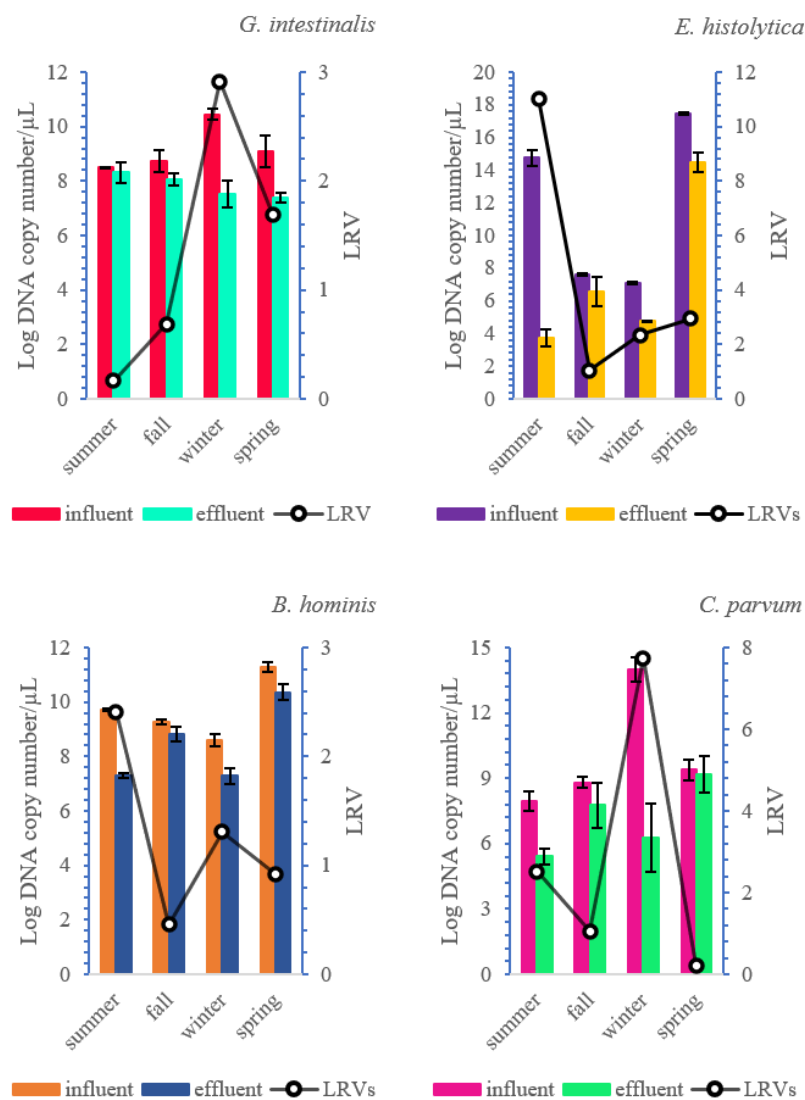 G. intestinalis
Log DNA copy number/µL
12
10
8
6
4
2
0
3
2
1
0
LRV
summer
fall
winter
spring
influent
effluent
LRV
E. histolytica
Log DNA copy number/µL
20
18
16
14
12
10
8
6
4
2
0
12
10
8
6
4
2
0
LRV
summer
fall
winter
spring
influent
effluent
LRVs
B. hominis
Log DNA copy number/µL
12
10
8
6
4
2
0
3
2
1
0
LRV
summer
fall
winter
spring
influent
effluent
LRVs
C. parvum
Log DNA copy number/µL
15
12
9
6
3
0
8
6
4
2
0
LRV
summer
fall
winter
spring
influent
effluent
LRVs